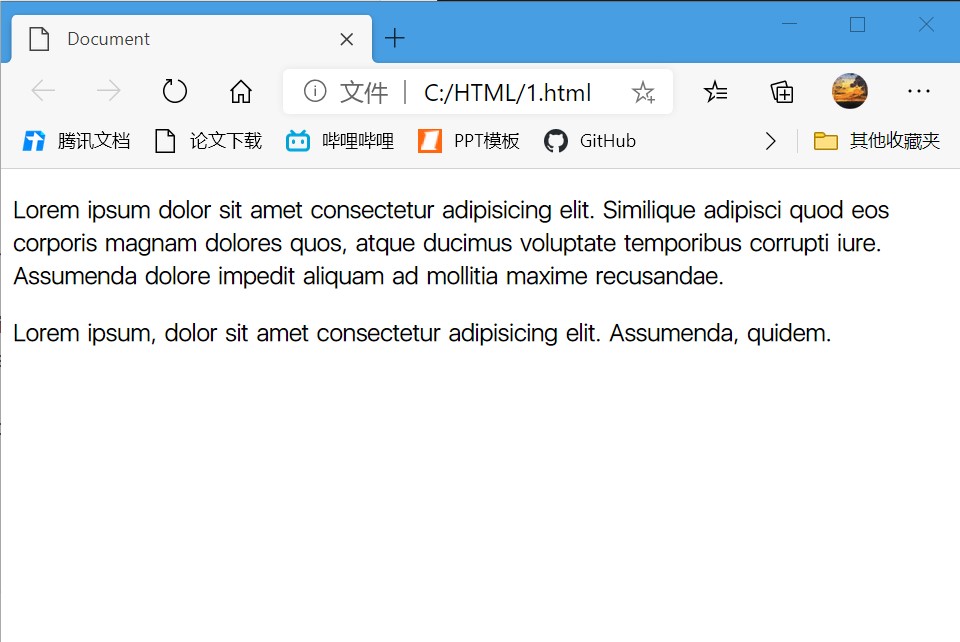 Document
文件 | C:/HTML/1.html
腾讯文档 论文下载 哔哩哔哩 PPT模板 GitHub 其他收藏夹
Lorem ipsum dolor sit amet consectetur adipisicing elit. Similique adipisci quod eos
corporis magnam dolores quos, atque ducimus voluptate temporibus corrupti iure.
Assumenda dolore impedit aliquam ad mollitia maxime recusandae.
Lorem ipsum, dolor sit amet consectetur adipisicing elit. Assumenda, quidem.